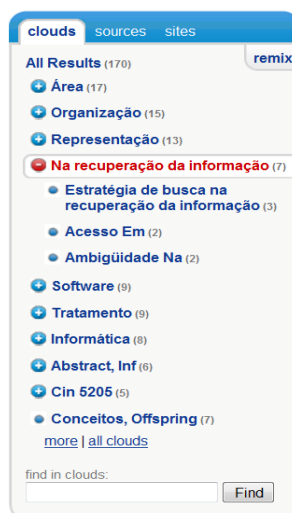 clouds sources sites
remix
All Results (170)
Área (17)
Organização (15)
Representação (13)
Na recuperação da informação (7)
Estratégia de busca na
recuperação da informação (3)
Acesso Em (2)
Ambigüidade Na (2)
Software (9)
Tratamento (9)
Informática (8)
Abstract, Inf (6)
Cin 5205 (5)
Conceitos, Offspring (7)
more | all clouds
find in clouds:
Find